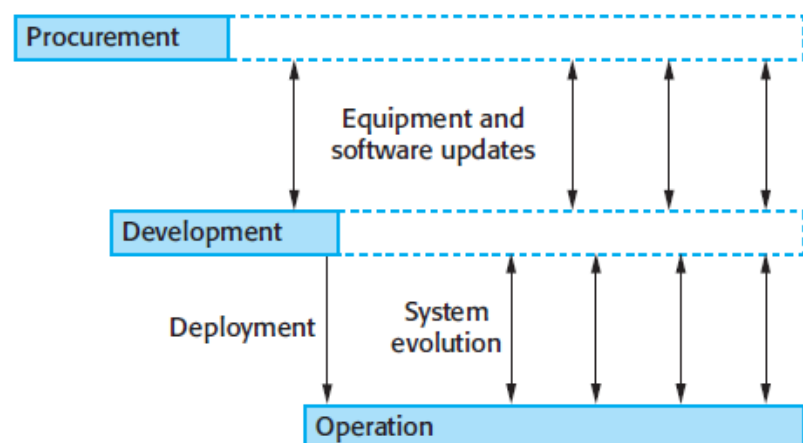 Procurement
Equipment and
software updates
Development
Deployment
System
evolution
Operation